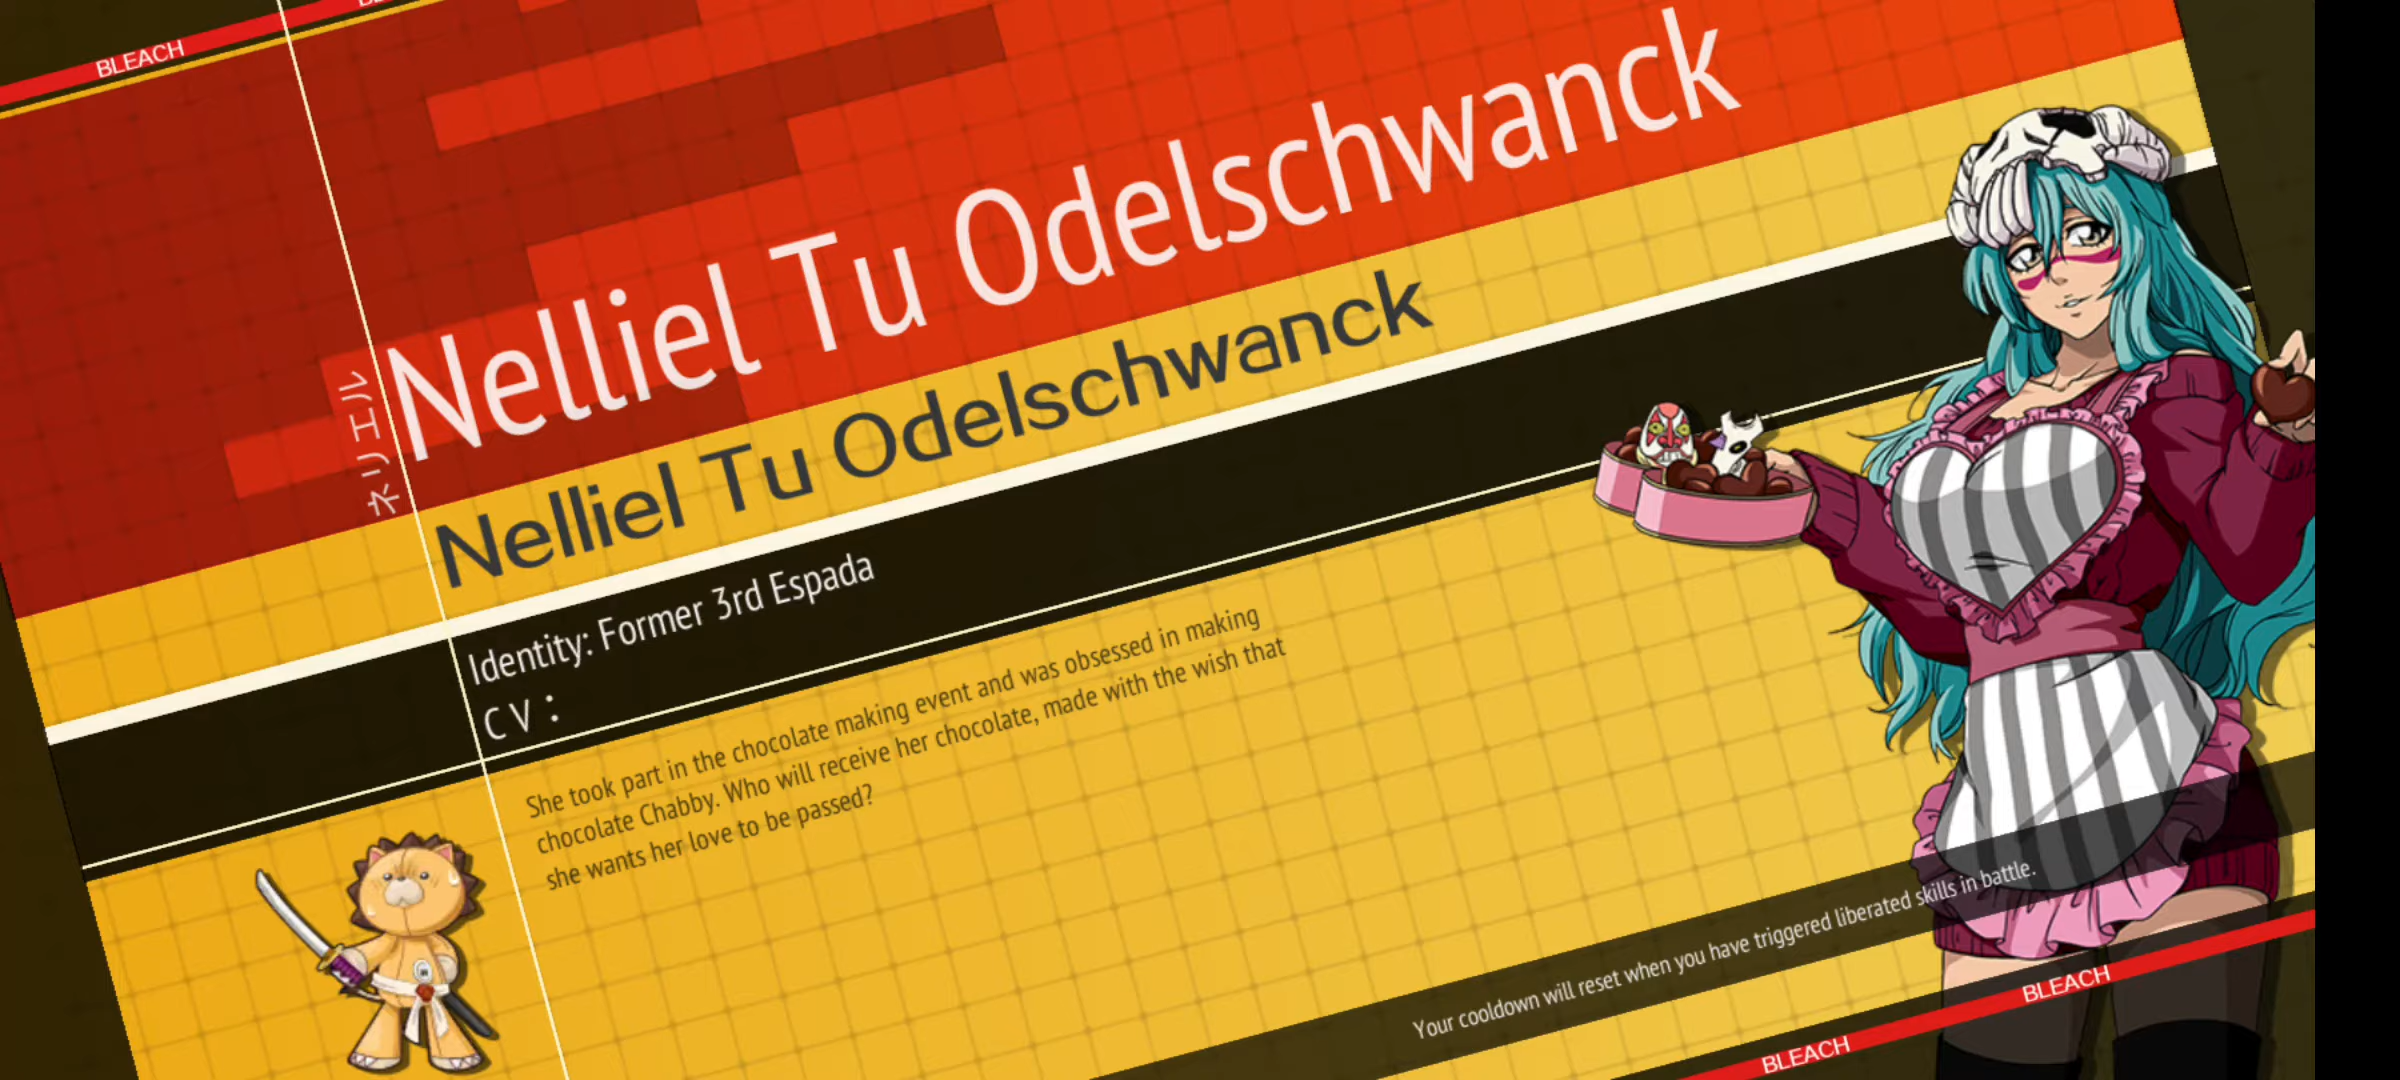 BLEACH
ネリエル
Nelliel Tu Odelschwanck
Nelliel Tu Odelschwanck
Identity: Former 3rd Espada
CV：
She took part in the chocolate making event and was obsessed in making
chocolate Chabby. Who will receive her chocolate, made with the wish that
she wants her love to be passed?
Your cooldown will reset when you have triggered liberated skills in battle.
BLEACH
BLEACH